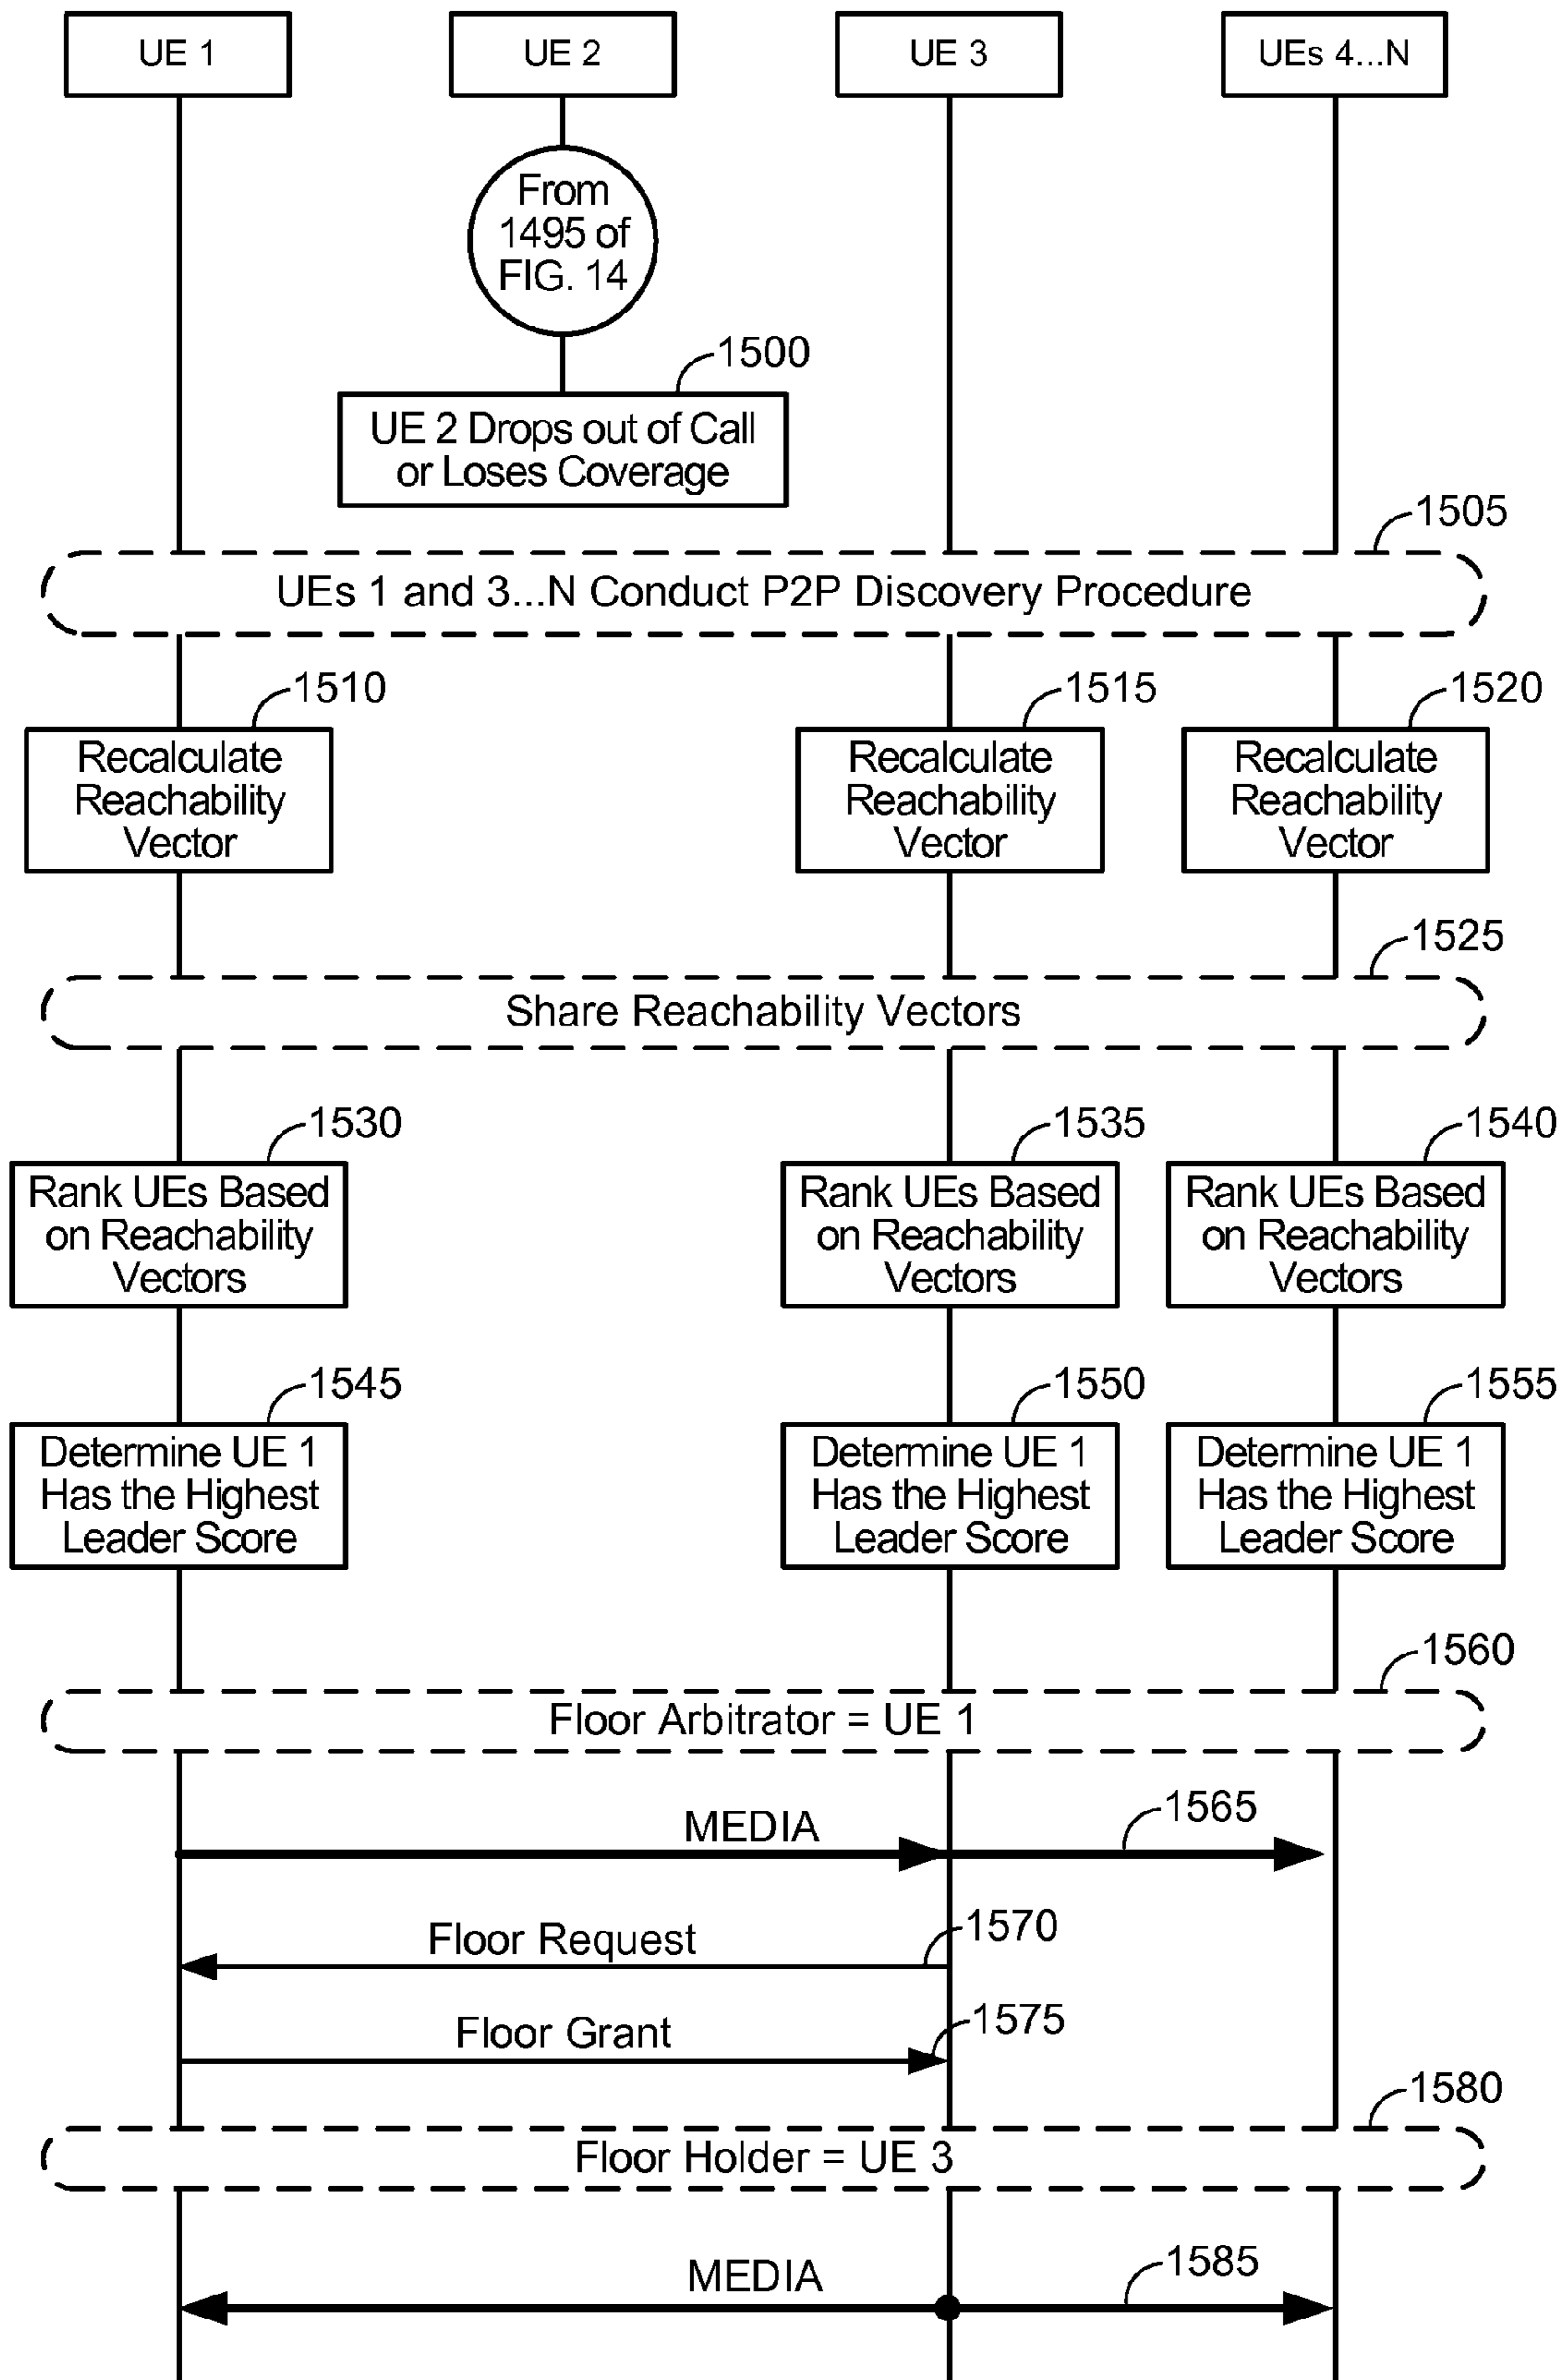 UE 1
UE 2
UE 3
UEs 4...N
From
1495 of
FIG. 14
1500
UE 2 Drops out of Call
or Loses Coverage
1505
UEs 1 and 3...N Conduct P2P Discovery Procedure
1510
1515
1520
Recalculate
Reachability
Vector
Recalculate
Reachability
Vector
Recalculate
Reachability
Vector
1525
Share Reachability Vectors
1530
1535
1540
Rank UEs Based
on Reachability
Vectors
Rank UEs Based
on Reachability
Vectors
Rank UEs Based
on Reachability
Vectors
1545
1550
1555
Determine UE 1
Has the Highest
Leader Score
Determine UE 1
Has the Highest
Leader Score
Determine UE 1
Has the Highest
Leader Score
1560
Floor Arbitrator = UE 1
MEDIA
1565
Floor Request
1570
Floor Grant
1575
1580
Floor Holder = UE 3
MEDIA
1585